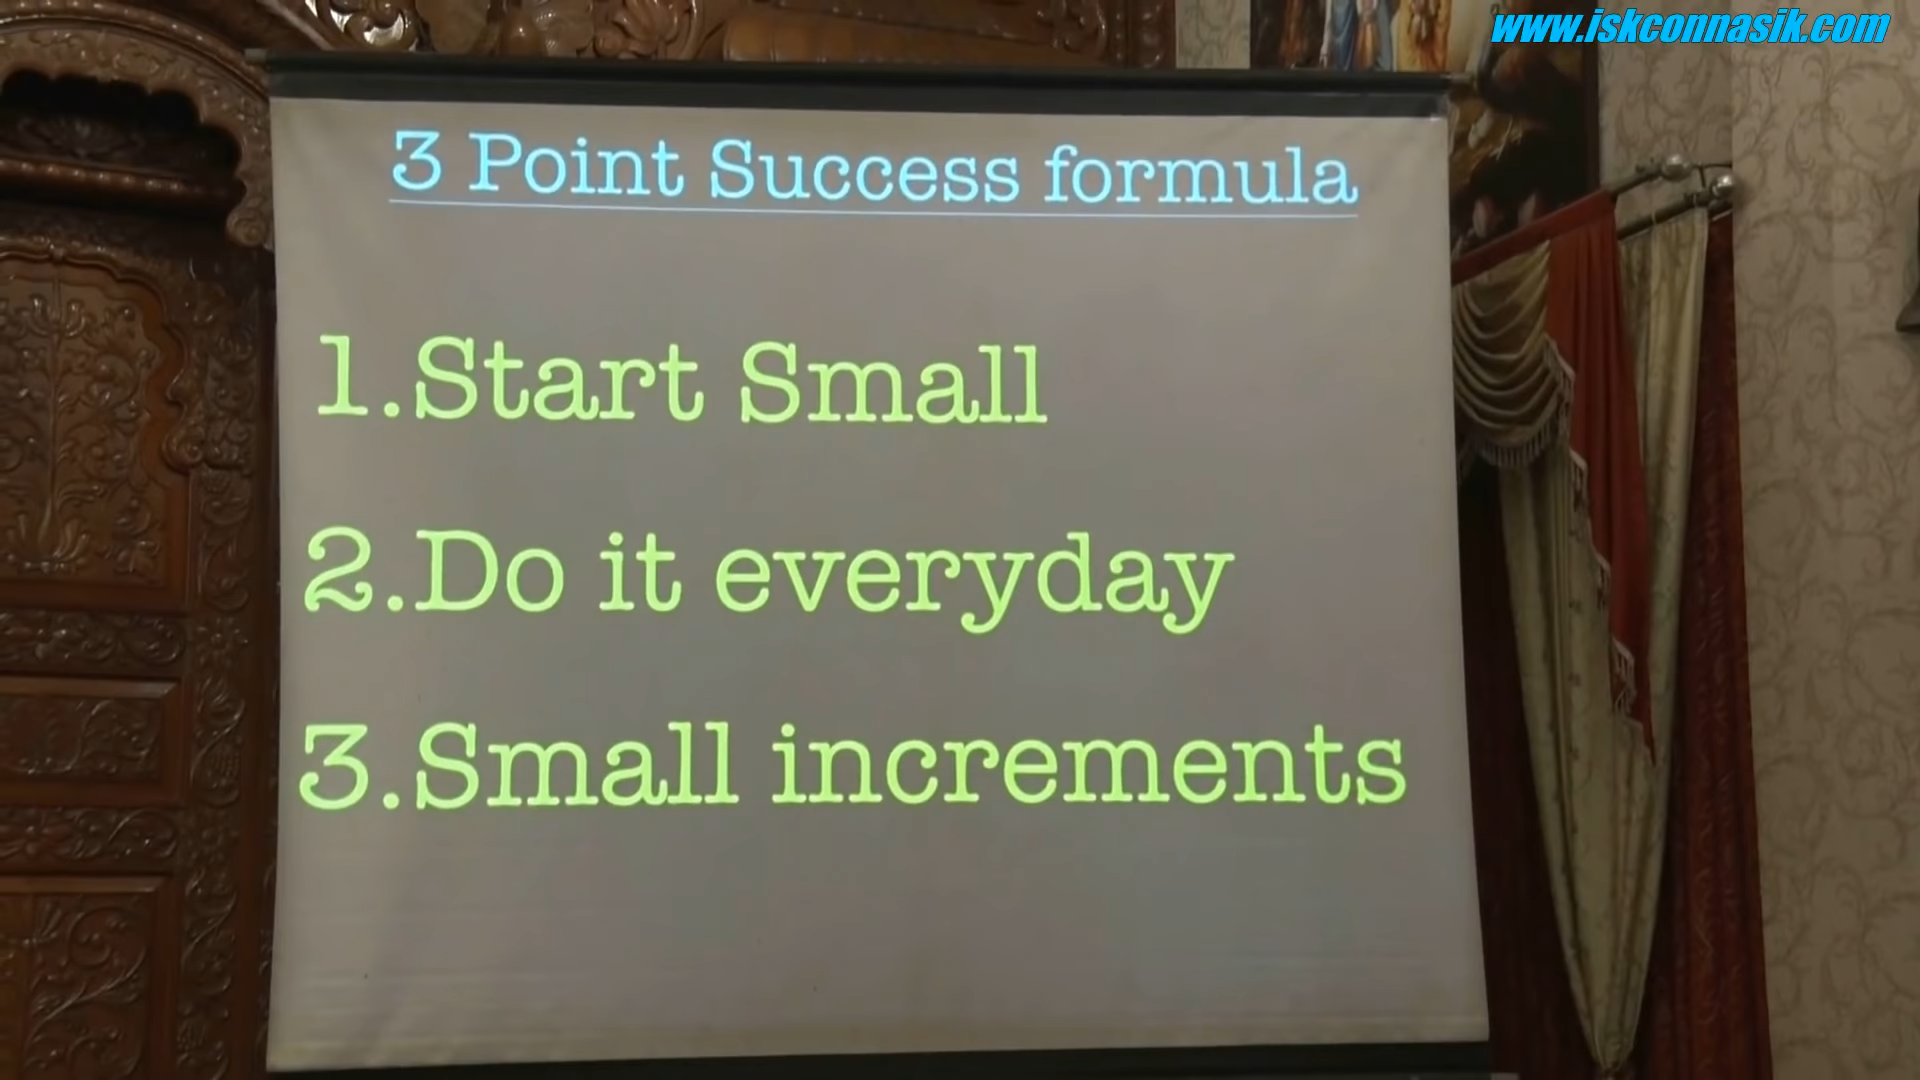 www.iskconnasik.com
3 Point Success formula
1.Start Small
2.Do it everyday
3.Small increments